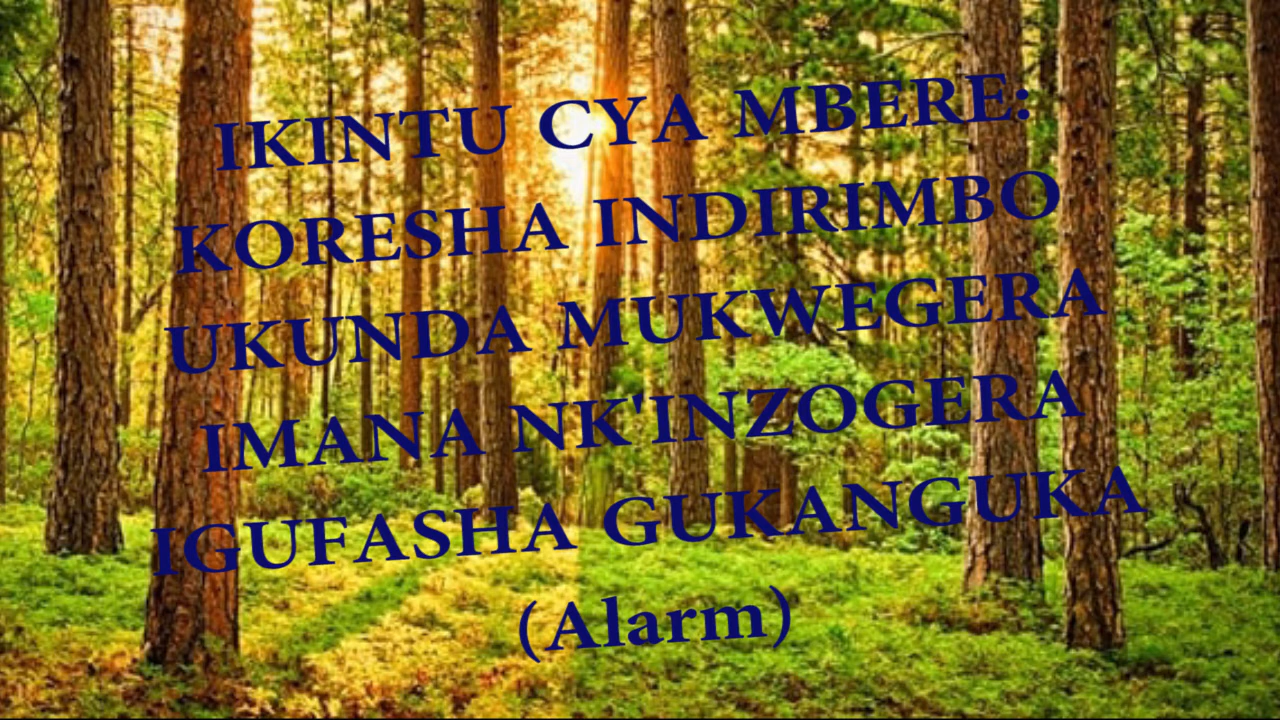 IKINTU CYA MBERE:
KORESHA INDIRIMBO
UKUNDA MUKWEGERA
IMANA NK'INZOGERA
IGUFASHA GUKANGUKA
(Alarm)